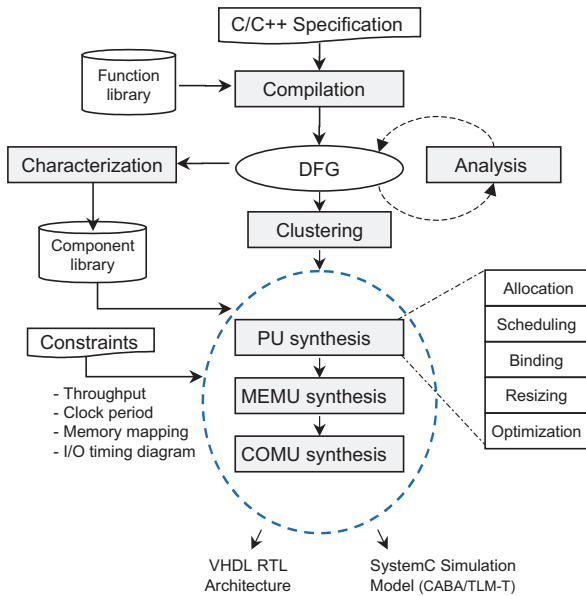 C/C++ Specification
Function
library
Compilation
Characterization
DFG
Analysis
Clustering
Component
library
Allocation
Scheduling
Binding
Resizing
Optimization
Constraints
- Throughput
- Clock period
- Memory mapping
- I/O timing diagram
PU synthesis
MEMU synthesis
COMU synthesis
VHDL RTL
Architecture
SystemC Simulation
Model (CABA/TLM-T)